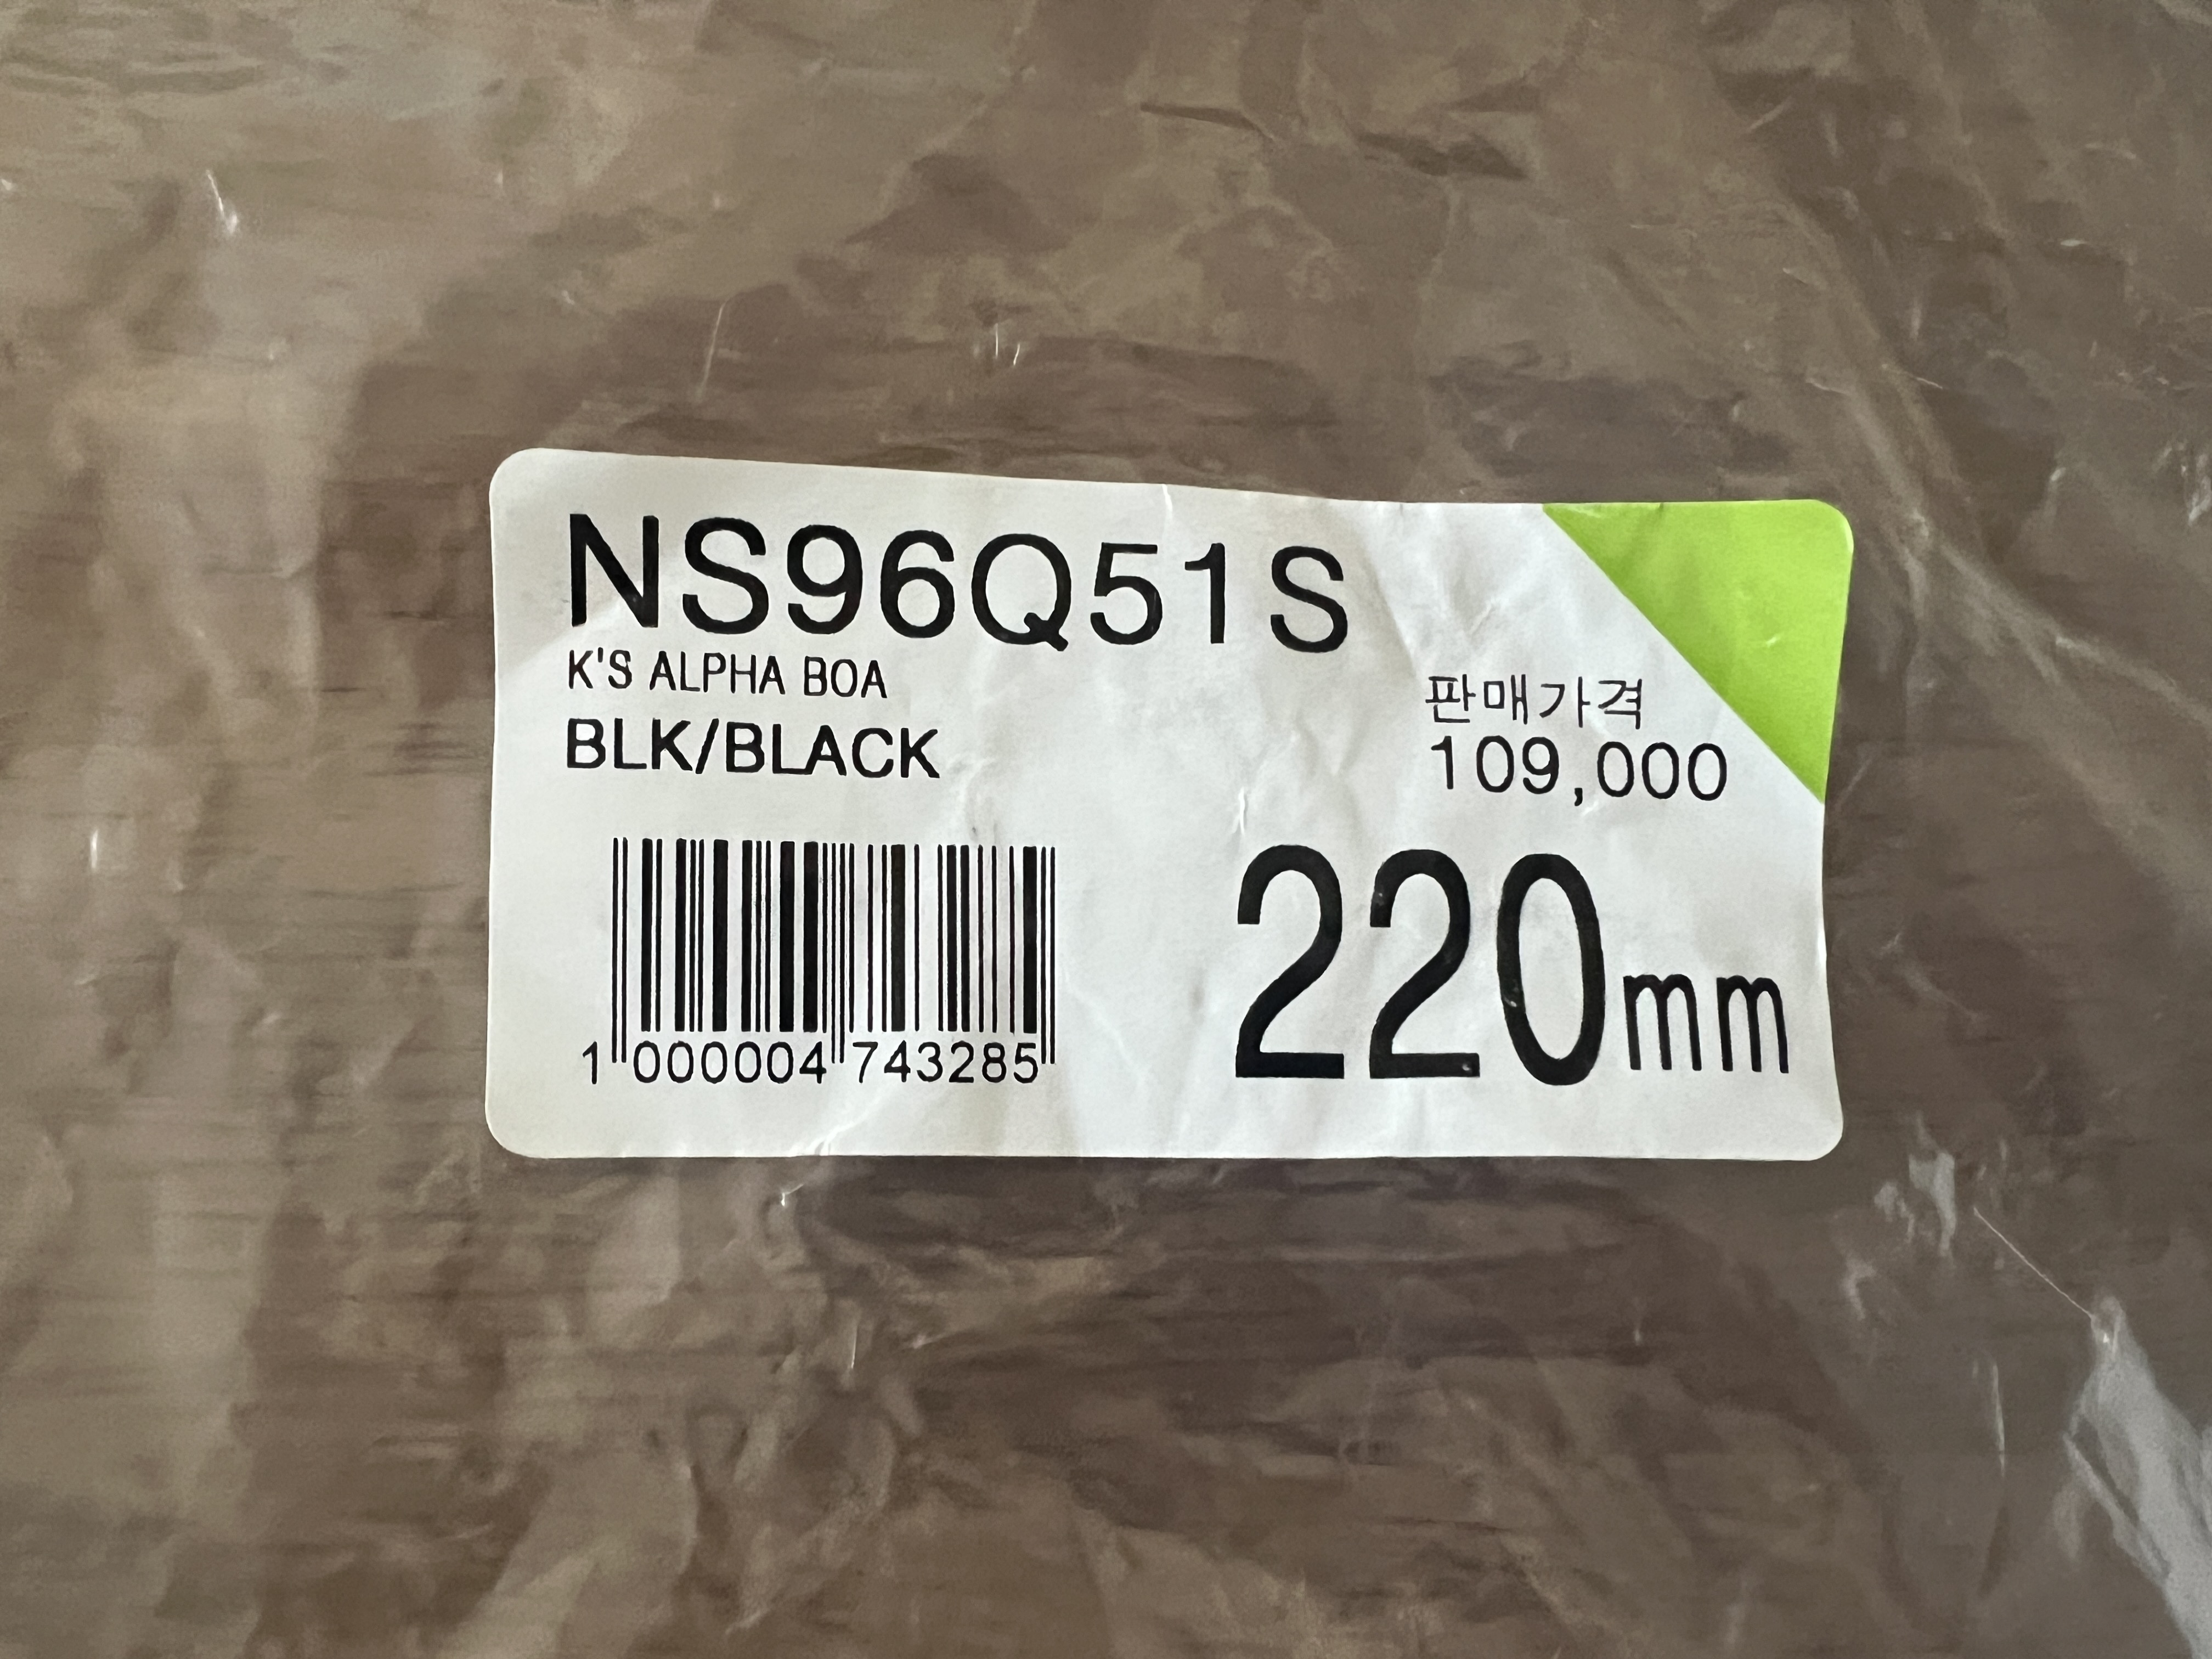 NS96Q51S
K'S ALPHA BOA
BLK/BLACK
판매가격
109,000
1 000004 743285
220mm